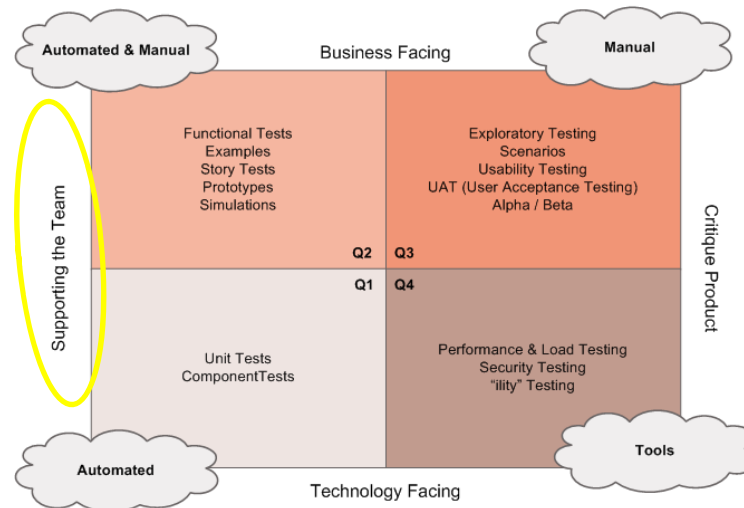 Automated & Manual
Business Facing
Manual
Functional Tests
Examples
Story Tests
Prototypes
Simulations
Exploratory Testing
Scenarios
Usability Testing
UAT (User Acceptance Testing)
Alpha / Beta
Supporting the Team
Critique Product
Q2
Q3
Q1
Q4
Unit Tests
ComponentTests
Performance & Load Testing
Security Testing
“ility” Testing
Automated
Tools
Technology Facing